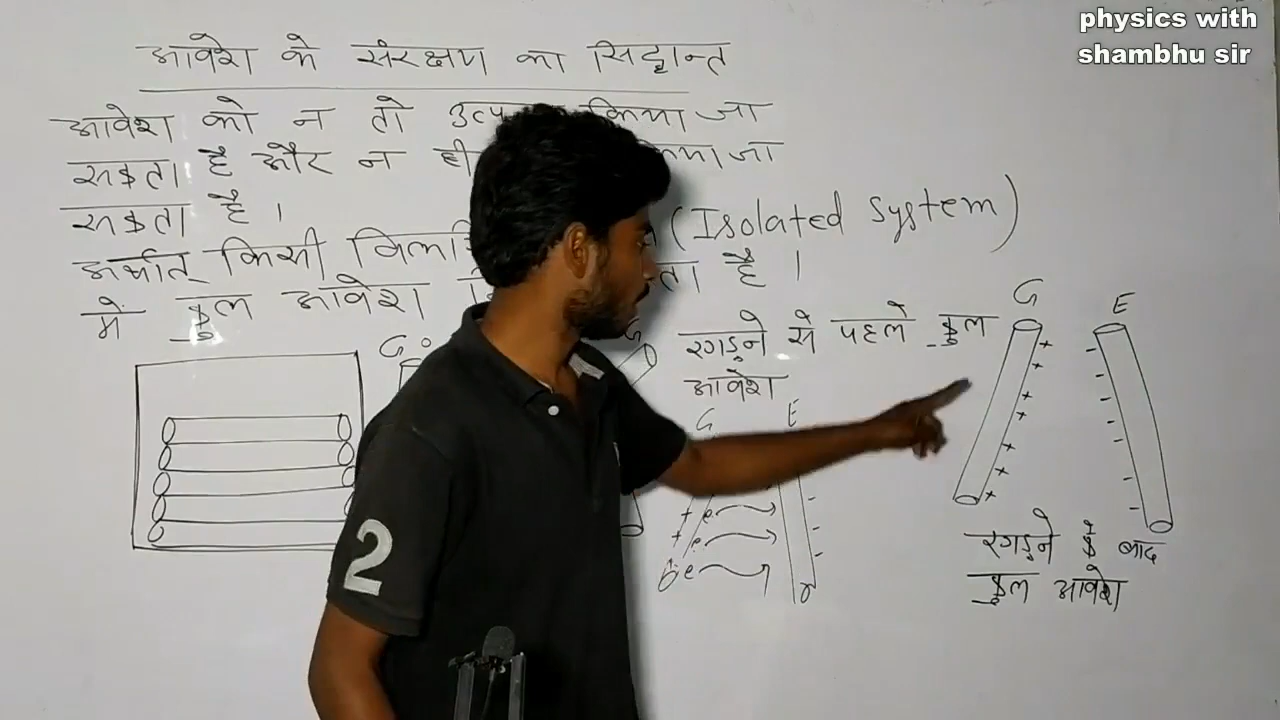 physics with
shambhu sir
आवेश के संरक्षण का सिद्धान्त
आवेश को न तो किया जा
सकता है और न ही जा
सकता है ।
अर्थात् किसी (Isolated System)
में कुल आवेश है ।
G E
G G
रगड़ने से पहले कुल
आवेश
G E
+ e -
+ e -
e -
रगड़ने के बाद
कुल आवेश
2